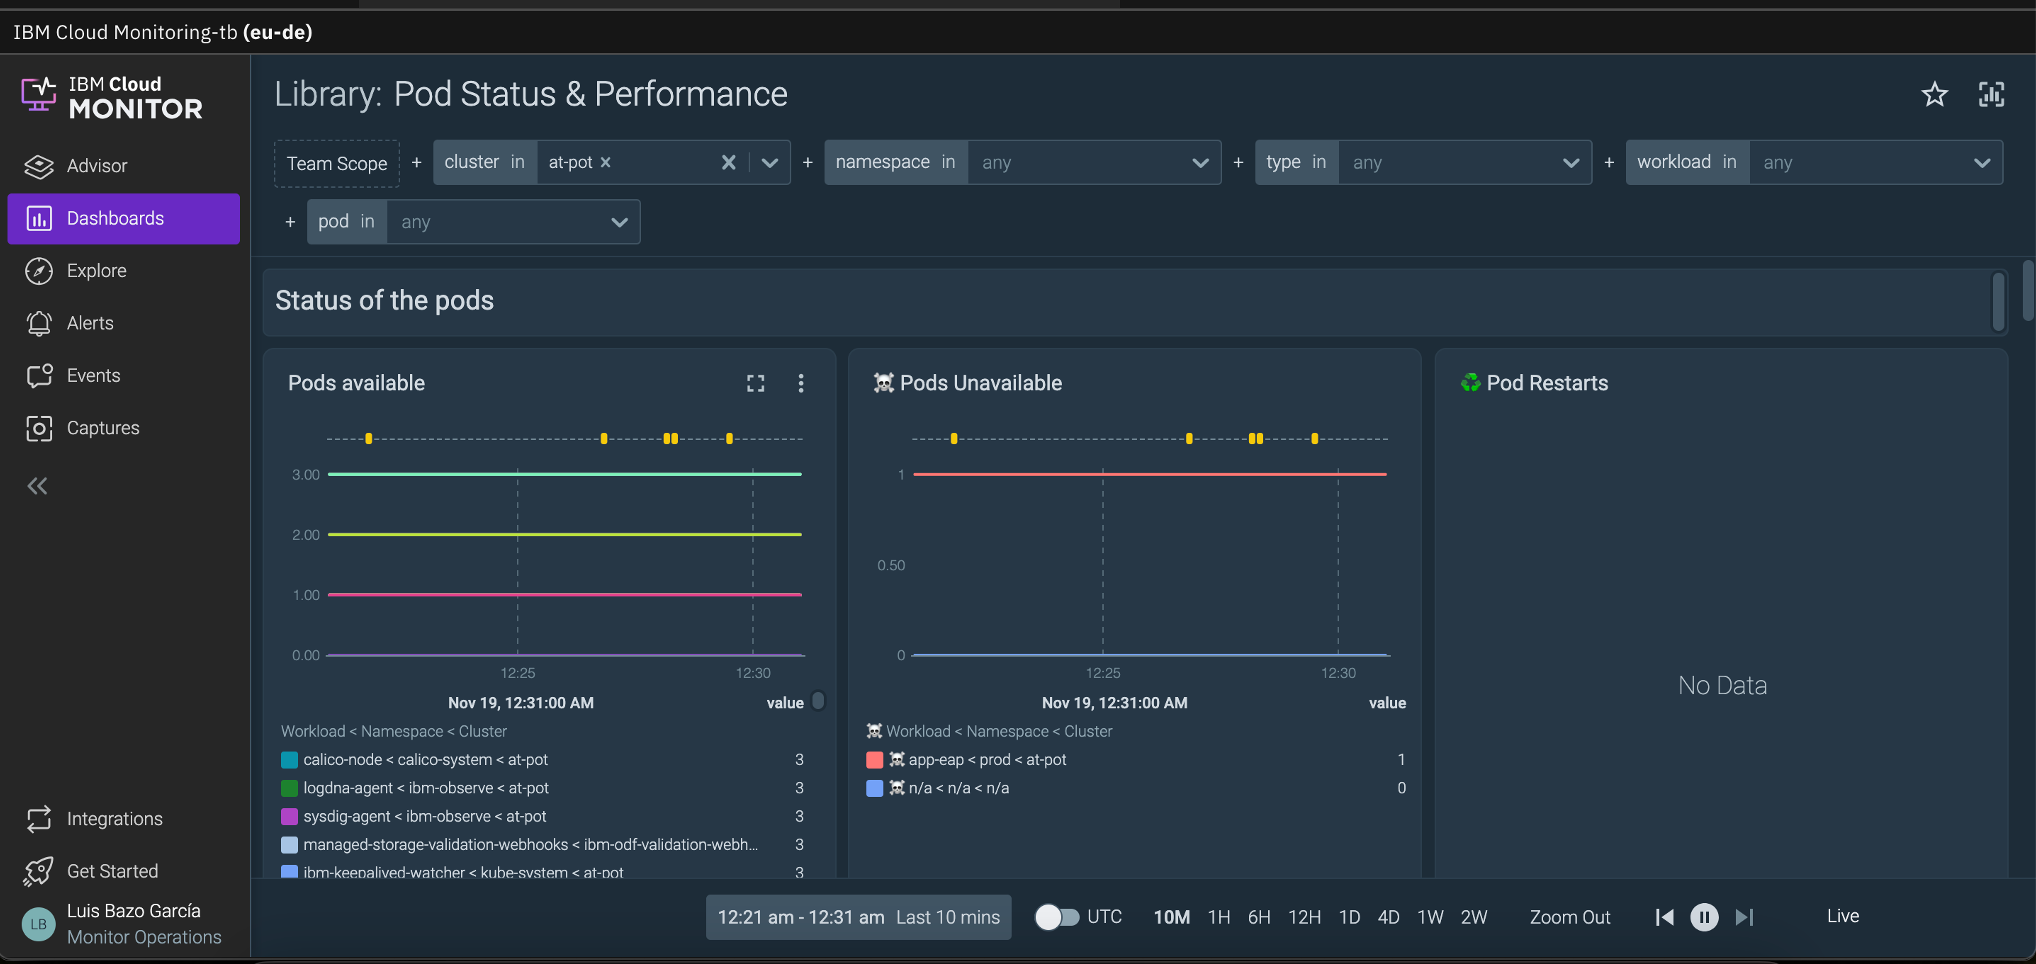 IBM Cloud Monitoring-tb (eu-de)
IBM Cloud
MONITOR
Advisor
Dashboards
Explore
Alerts
Events
Captures
Integrations
Get Started
LB
Luis Bazo García
Monitor Operations
Library: Pod Status & Performance
Team Scope + cluster in at-pot × + namespace in any + type in any + workload in any
+ pod in any
Status of the pods
Pods available
3.00
2.00
1.00
0.00
12:25 12:30
Nov 19, 12:31:00 AM value
Workload < Namespace < Cluster
calico-node < calico-system < at-pot 3
logdna-agent < ibm-observe < at-pot 3
sysdig-agent < ibm-observe < at-pot 3
managed-storage-validation-webhooks < ibm-odf-validation-webh... 3
ibm-keepalived-watcher < kube-system < at-pot 3
☠ Pods Unavailable
1
0.50
0
12:25 12:30
Nov 19, 12:31:00 AM value
☠ Workload < Namespace < Cluster
☠ app-eap < prod < at-pot 1
☠ n/a < n/a < n/a 0
♻ Pod Restarts
No Data
12:21 am - 12:31 am Last 10 mins UTC 10M 1H 6H 12H 1D 4D 1W 2W Zoom Out Live